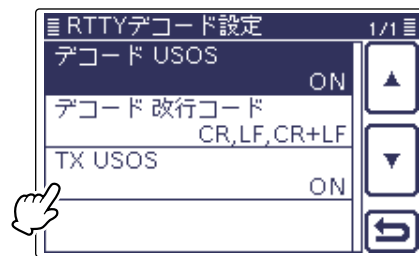 RTTYデコード設定 1/1
デコード USOS
ON
デコード 改行コード
CR,LF,CR+LF
TX USOS
ON